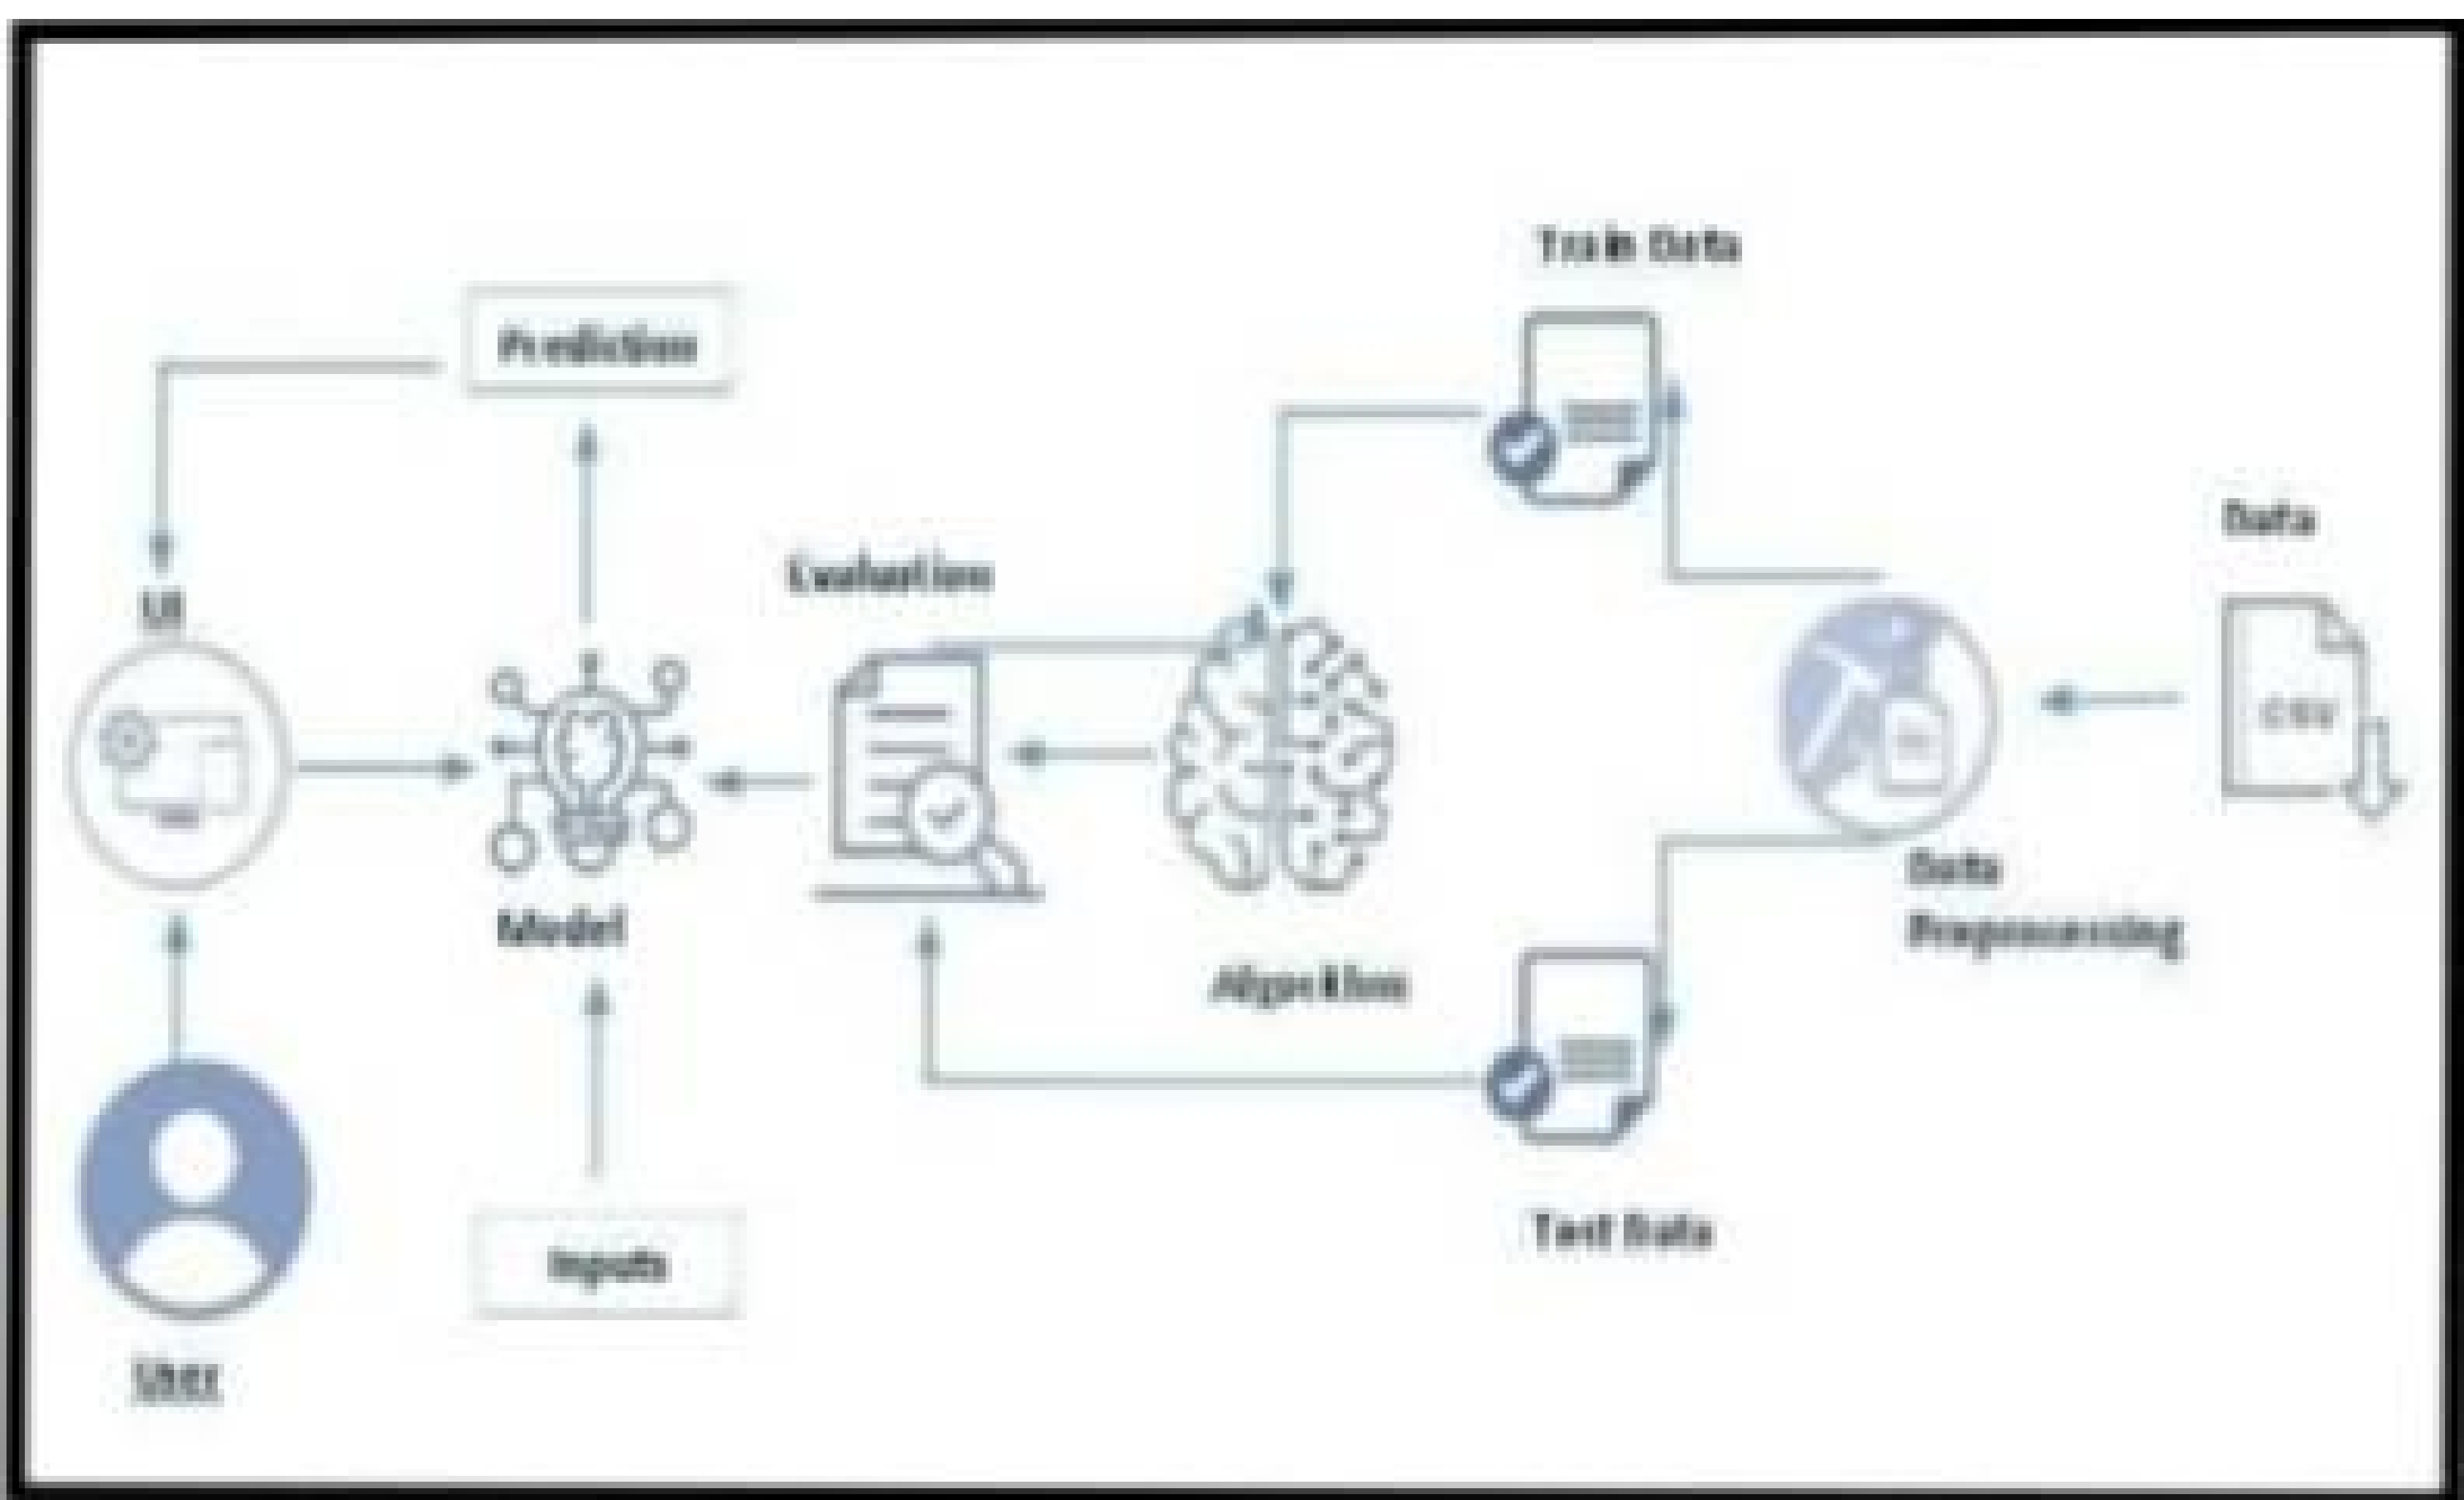 Train Data
Prediction
Data
Evaluation
UI
CSV
Data
Preprocessing
Model
Algorithm
Test Data
Inputs
User